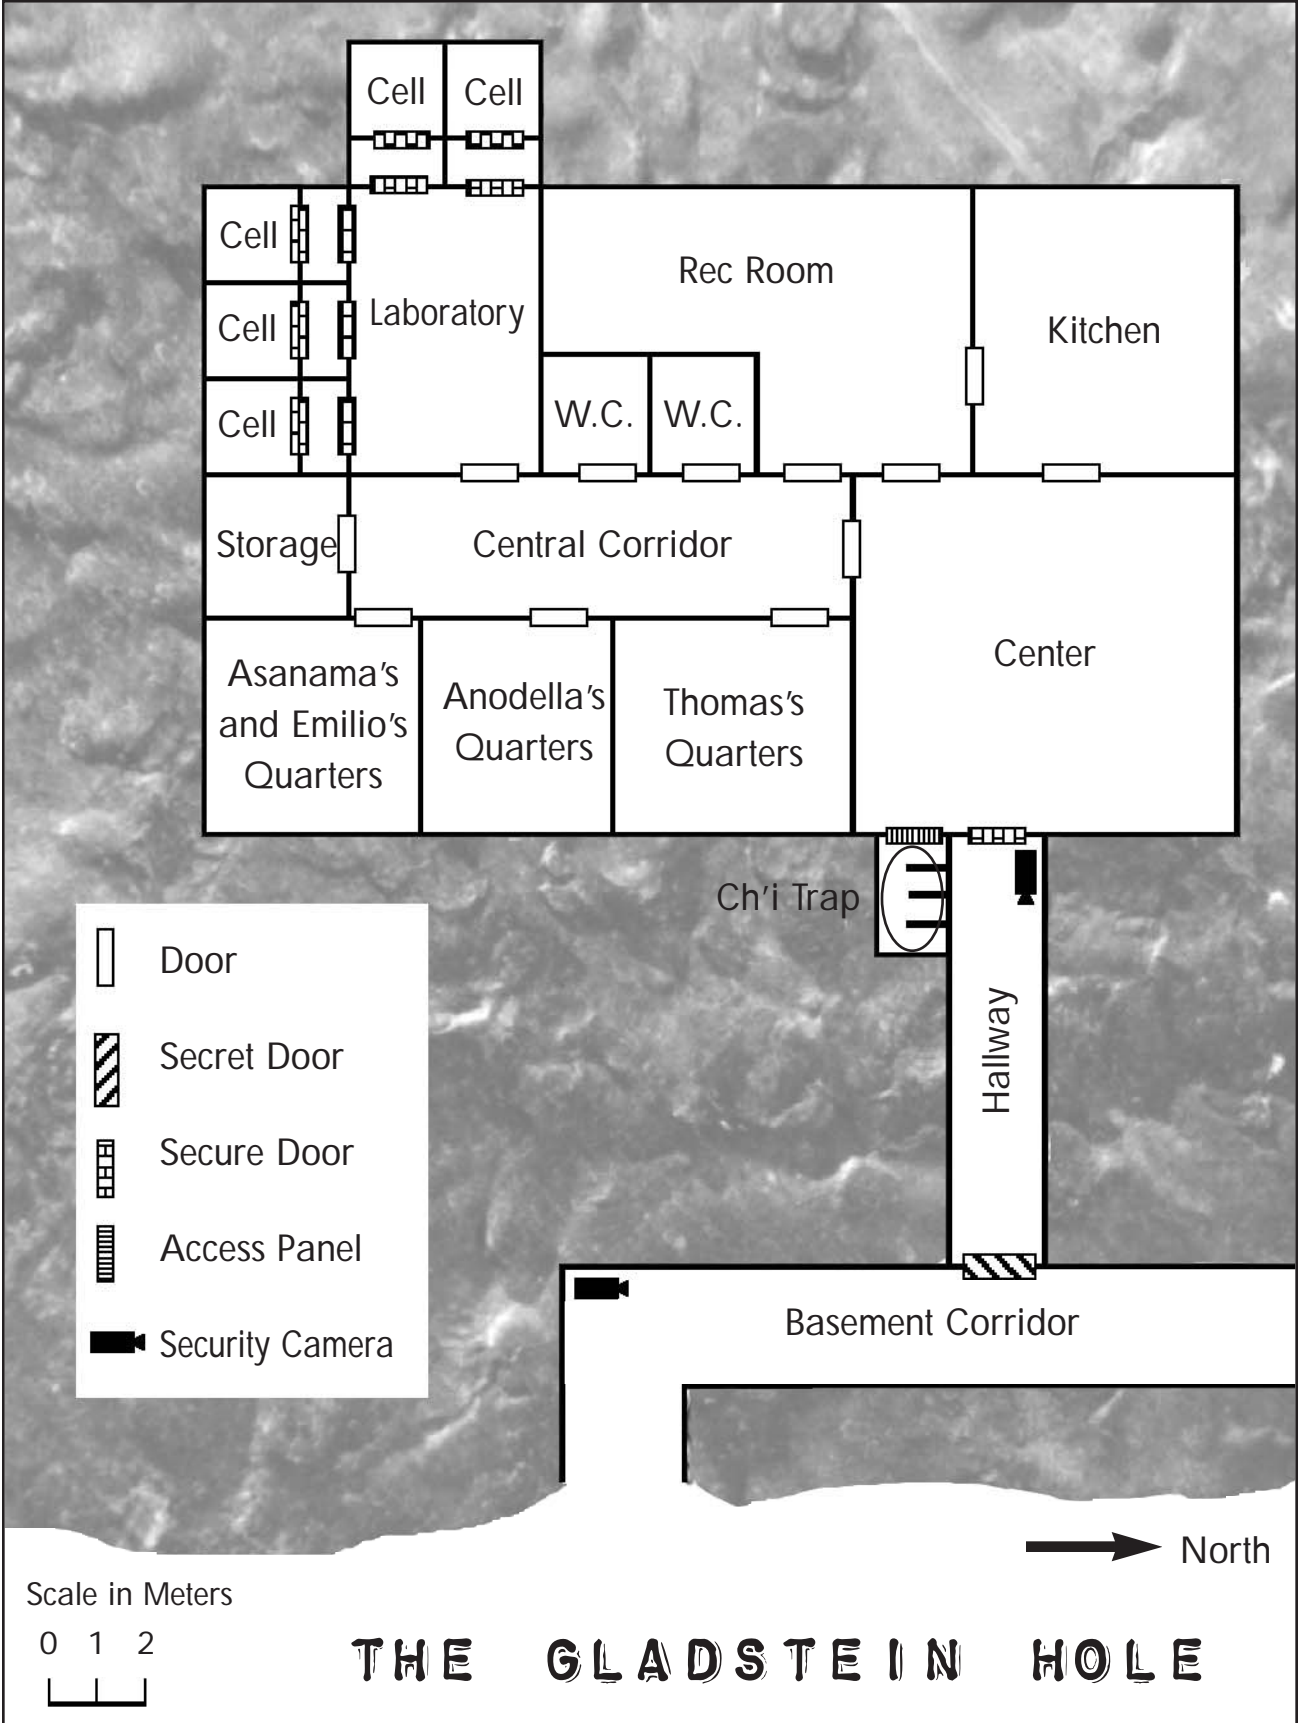 Cell
Cell
Cell
Rec Room
Laboratory
Cell
Kitchen
W.C.
W.C.
Cell
Storage
Central Corridor
Center
Asanama's
and Emilio's
Quarters
Anodella's
Quarters
Thomas's
Quarters
Ch'i Trap
Hallway
Door
Secret Door
Secure Door
Access Panel
Security Camera
Basement Corridor
North
Scale in Meters
0 1 2
THE GLADSTEIN HOLE